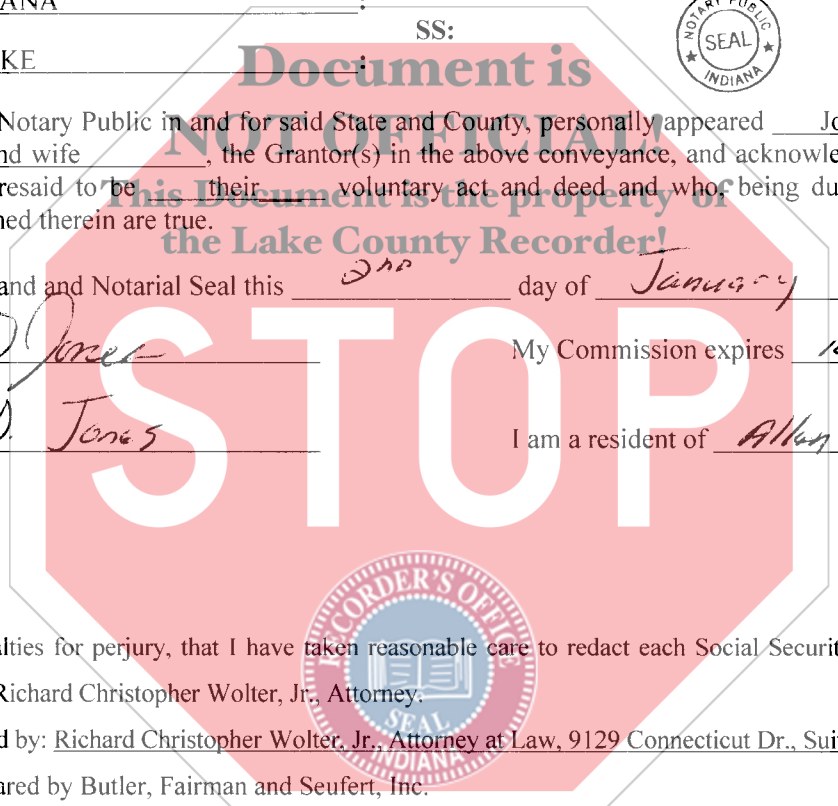 ANA :
SS:
NOTARY PUBLIC
SEAL
INDIANA
KE :
Document is
Notary Public in and for said State and County, personally appeared Jo
NOT OFFICIAL!
nd wife , the Grantor(s) in the above conveyance, and acknowle
resaid to be their voluntary act and deed and who, being du
This Document is the property of
ned therein are true.
the Lake County Recorder!
and and Notarial Seal this 2nd day of January
STOP
Jones My Commission expires
D. Jones I am a resident of Allen
RECORDER'S OFFICE
SEAL
INDIANA
lties for perjury, that I have taken reasonable care to redact each Social Securit
Richard Christopher Wolter, Jr., Attorney.
d by: Richard Christopher Wolter, Jr., Attorney at Law, 9129 Connecticut Dr., Sui
ared by Butler, Fairman and Seufert, Inc.